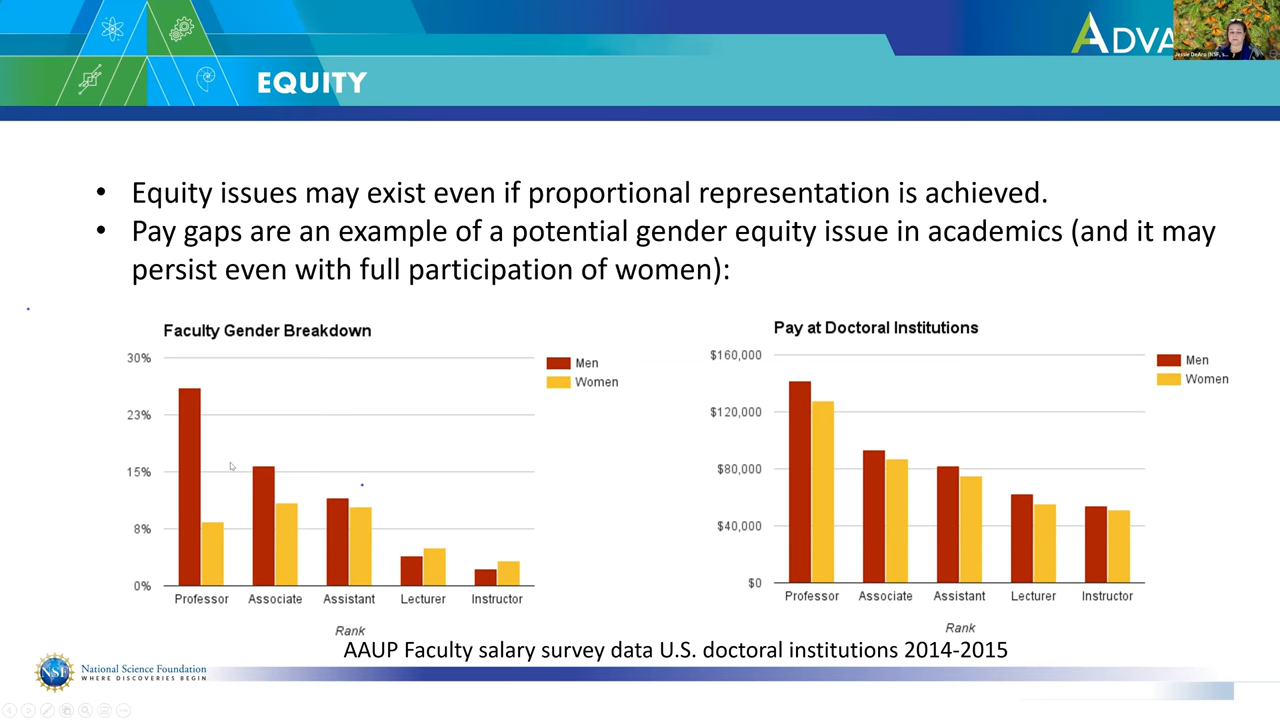 ADVA
Jessie DeAro (NSF, s...
EQUITY
• Equity issues may exist even if proportional representation is achieved.
• Pay gaps are an example of a potential gender equity issue in academics (and it may
persist even with full participation of women):
Faculty Gender Breakdown
30%
23%
15%
8%
0%
Men
Women
Professor Associate Assistant Lecturer Instructor
Rank
Pay at Doctoral Institutions
$160,000
$120,000
$80,000
$40,000
$0
Men
Women
Professor Associate Assistant Lecturer Instructor
Rank
AAUP Faculty salary survey data U.S. doctoral institutions 2014-2015
NSF
National Science Foundation
WHERE DISCOVERIES BEGIN